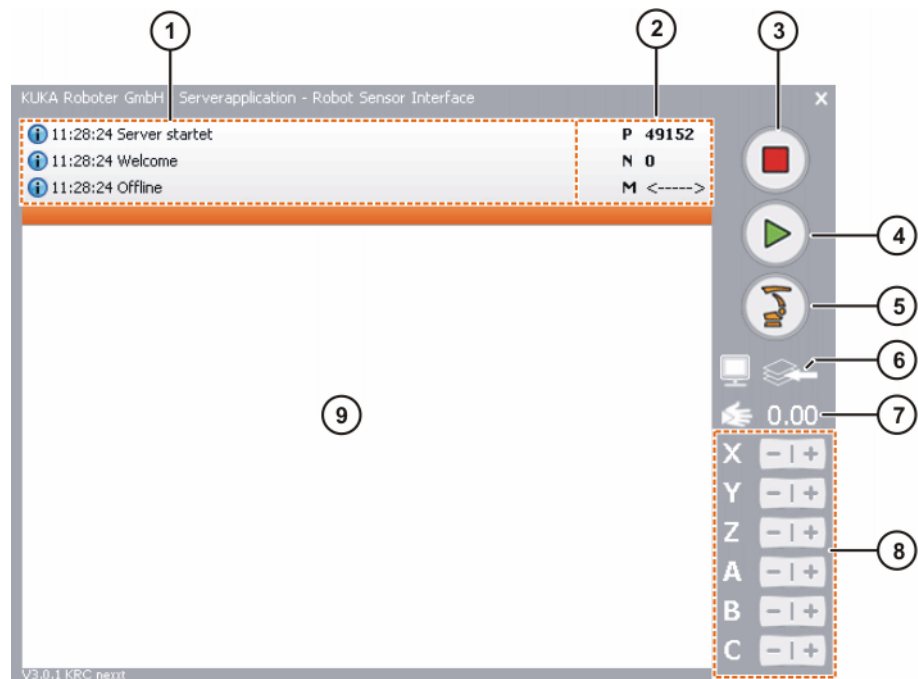 1
2
3
KUKA Roboter GmbH - Serverapplication - Robot Sensor Interface
X
11:28:24 Server startet
P 49152
11:28:24 Welcome
N 0
11:28:24 Offline
M <----->
4
5
6
0.00
7
9
X - | +
Y - | +
Z - | +
8
A - | +
B - | +
C - | +
V3.0.1 KRC nexxt